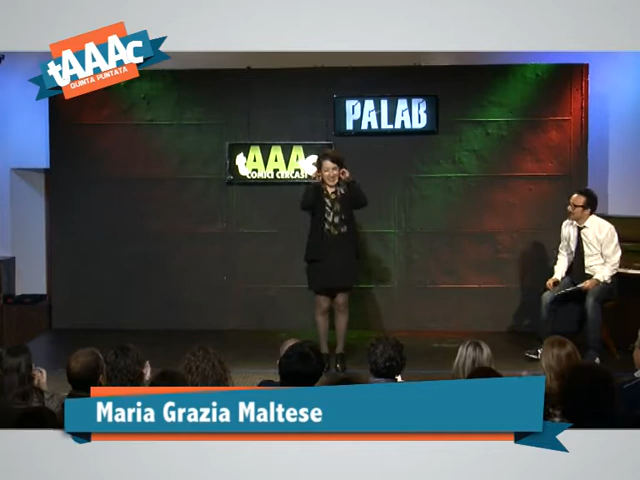 tAAAc
QUINTA PUNTATA
PALAB
tAAAc
COMICI CERCASI
Maria Grazia Maltese